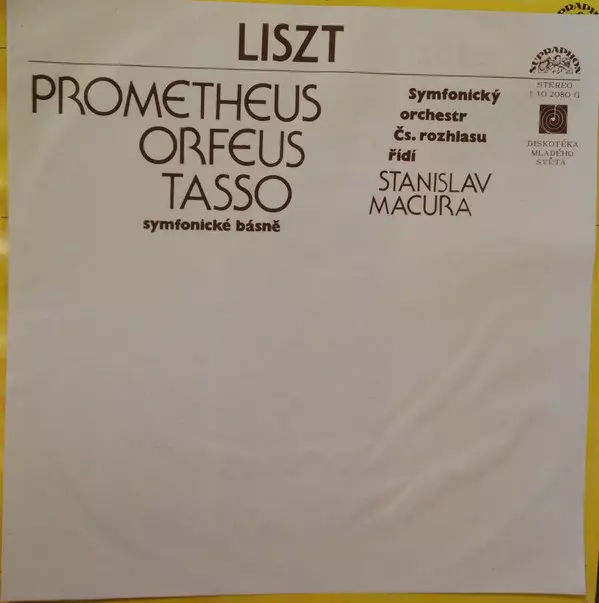 LISZT
PROMETHEUS
ORFEUS
TASSO
symfonické básně
Symfonický
orchestr
Čs. rozhlasu
řídí
STANISLAV
MACURA
SUPRAPHON
STEREO
1 10 2080 G
DISKOTÉKA
MLADÉHO
SVĚTA